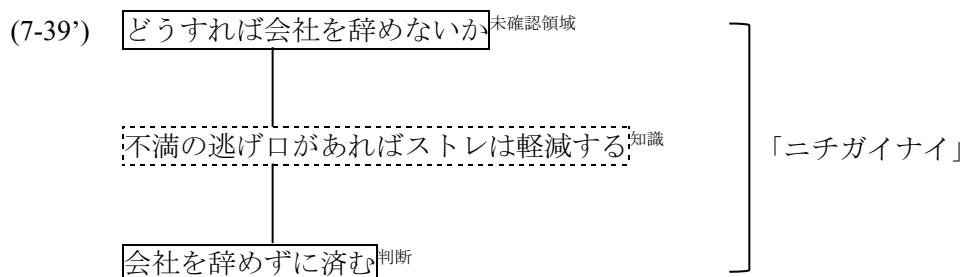 (7-39’) どうすれば会社を辞めないか未確認領域
不満の逃げ口があればストレは軽減する知識
「ニチガイナイ」
会社を辞めずに済む判断